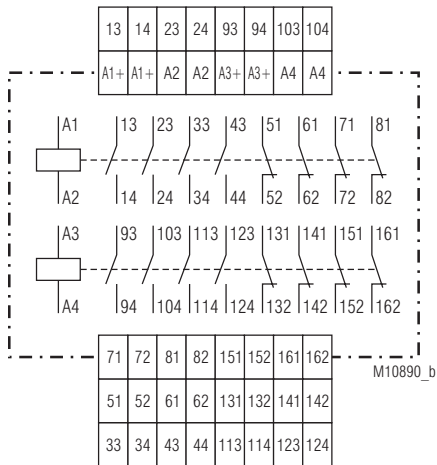 13 14 23 24 93 94 103 104
A1+ A1+ A2 A2 A3+ A3+ A4 A4
A1 13 23 33 43 51 61 71 81
A2 14 24 34 44 52 62 72 82
A3 93 103 113 123 131 141 151 161
A4 94 104 114 124 132 142 152 162
71 72 81 82 151 152 161 162
M10890_b
51 52 61 62 131 132 141 142
33 34 43 44 113 114 123 124